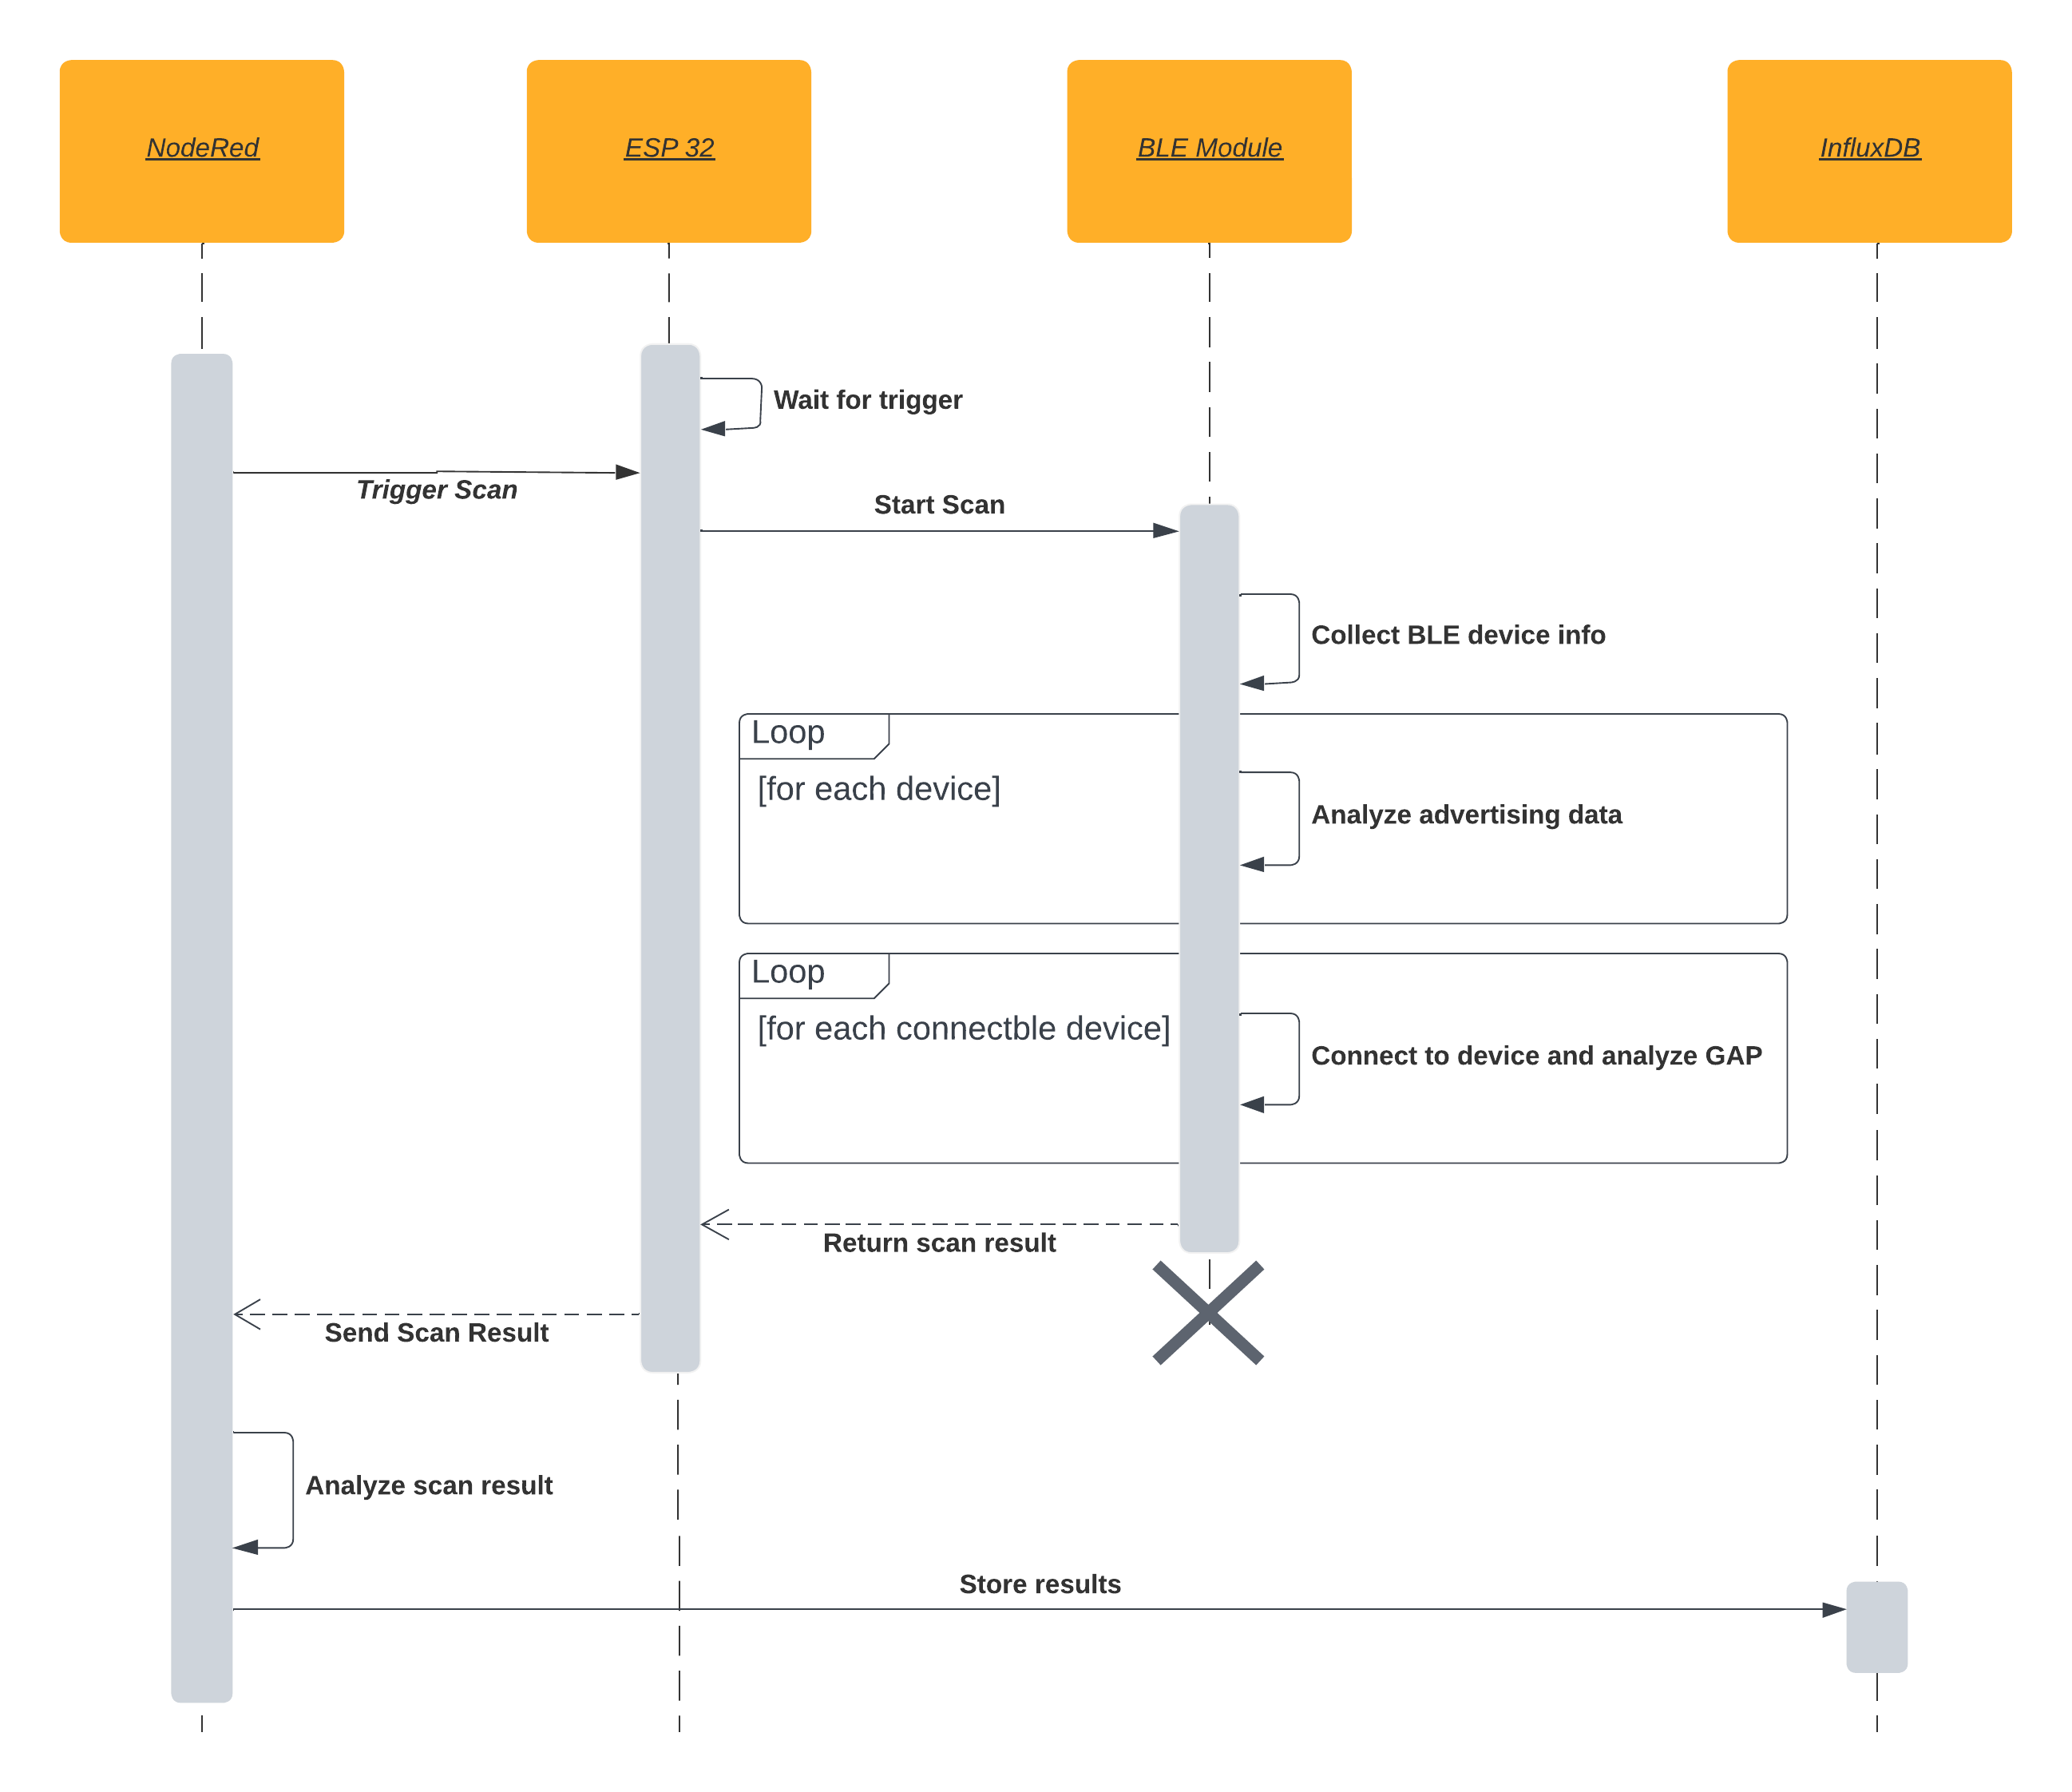 NodeRed
ESP 32
BLE Module
InfluxDB
Wait for trigger
Trigger Scan
Start Scan
Collect BLE device info
Loop
[for each device]
Analyze advertising data
Loop
[for each connectble device]
Connect to device and analyze GAP
Return scan result
Send Scan Result
Analyze scan result
Store results